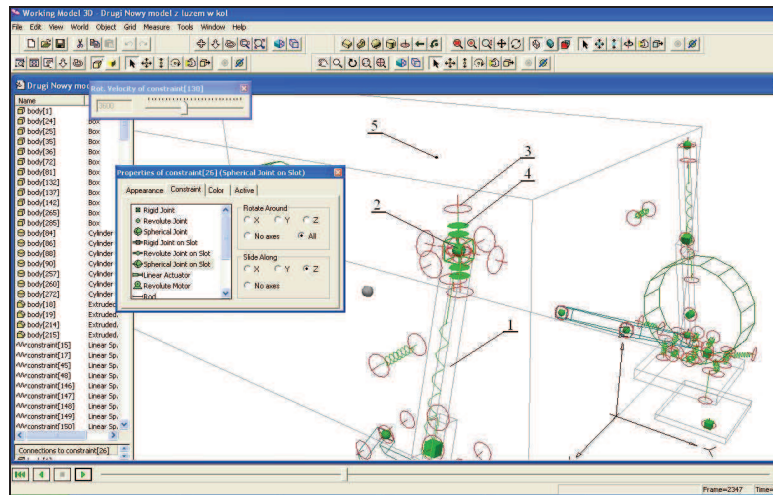 Working Model 3D - Drugi Nowy model z luzem w kol
File Edit View World Object Grid Measure Tools Window Help
Drugi Nowy mod
Rot. Velocity of constraint[138]
3600
Name
body[1]
body[24] Box
body[25] Box
body[35] Box
body[36] Box
body[72] Box
body[81] Box
body[132] Box
body[137] Box
body[142] Box
body[265] Box
body[285] Box
body[84] Cylinder
body[86] Cylinder
body[88] Cylinder
body[90] Cylinder
body[257] Cylinder
body[260] Cylinder
body[272] Cylinder
body[18] Extruded.
body[19] Extruded.
body[214] Extruded.
body[215] Extruded.
constraint[15] Linear Sp.
constraint[17] Linear Sp.
constraint[45] Linear Sp.
constraint[48] Linear Sp.
constraint[146] Linear Sp.
constraint[147] Linear Sp.
constraint[148] Linear Sp.
constraint[149] Linear Sp.
constraint[150] Linear Sp.
Connections to constraint[26]
Properties of constraint[26] (Spherical Joint on Slot)
Appearance Constraint Color Active
Rigid Joint
Revolute Joint
Spherical Joint
Rigid Joint on Slot
Revolute Joint on Slot
Spherical Joint on Slot
Linear Actuator
Revolute Motor
Rod
Rotate Around
X Y Z
No axes All
Slide Along
X Y Z
No axes
5
3
4
2
1
Y
Frame=2347 Time=